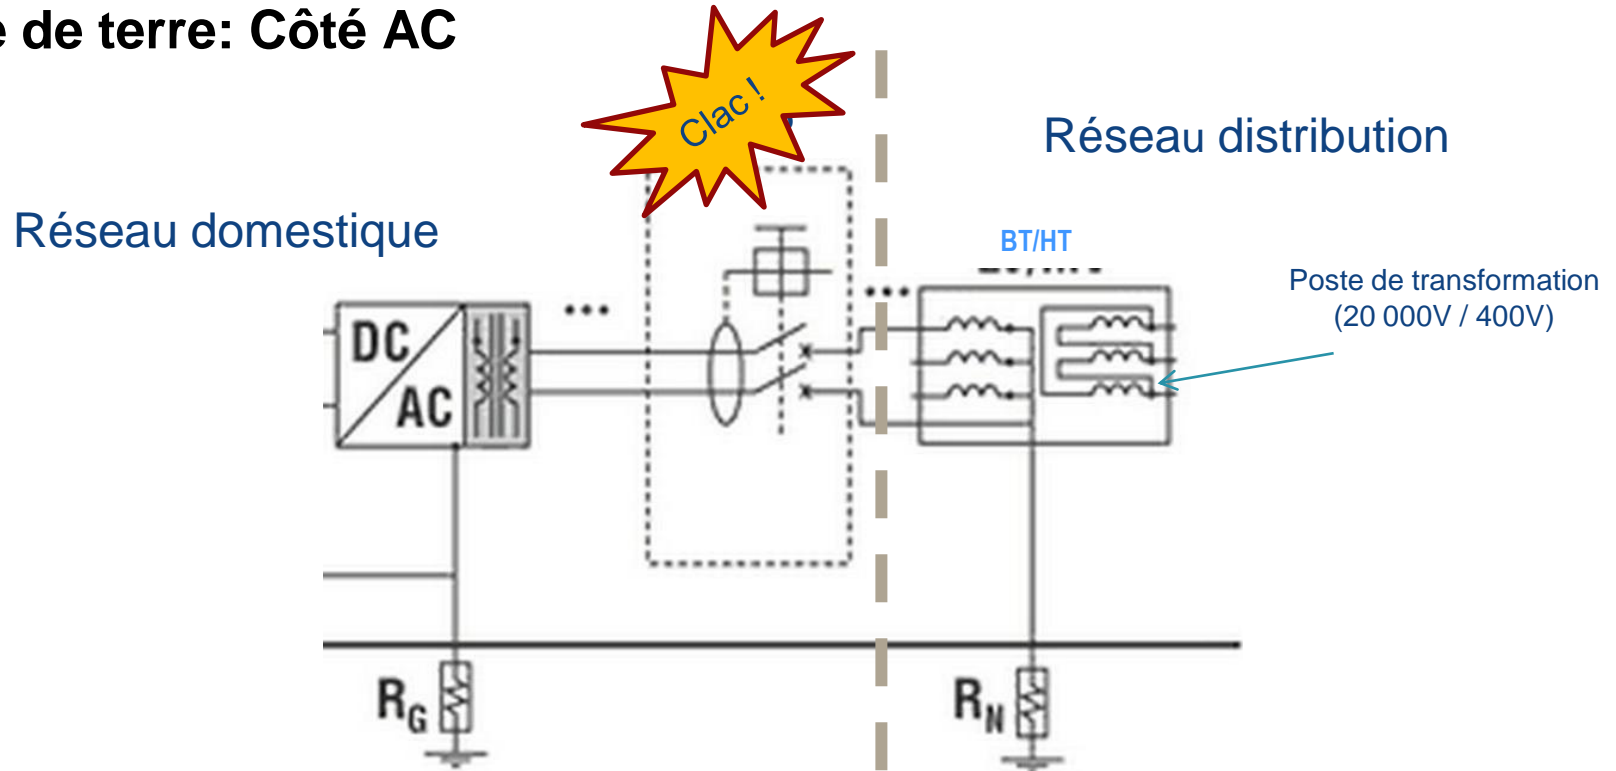 e de terre: Côté AC
Clac !
Réseau distribution
Réseau domestique
BT/HT
Poste de transformation
(20 000V / 400V)
DC
AC
RG
RN